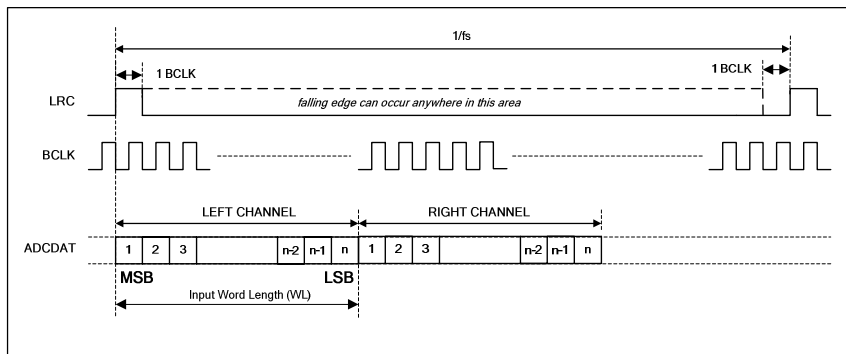 1/fs
1 BCLK
1 BCLK
LRC
falling edge can occur anywhere in this area
BCLK
LEFT CHANNEL
RIGHT CHANNEL
ADCDAT
1 2 3 n-2 n-1 n 1 2 3 n-2 n-1 n
MSB
LSB
Input Word Length (WL)